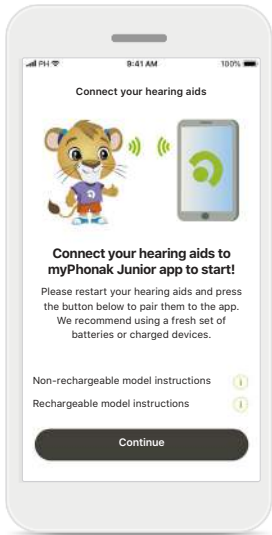 PH 9:41 AM 100%
Connect your hearing aids
Connect your hearing aids to
myPhonak Junior app to start!
Please restart your hearing aids and press
the button below to pair them to the app.
We recommend using a fresh set of
batteries or charged devices.
Non-rechargeable model instructions i
Rechargeable model instructions i
Continue